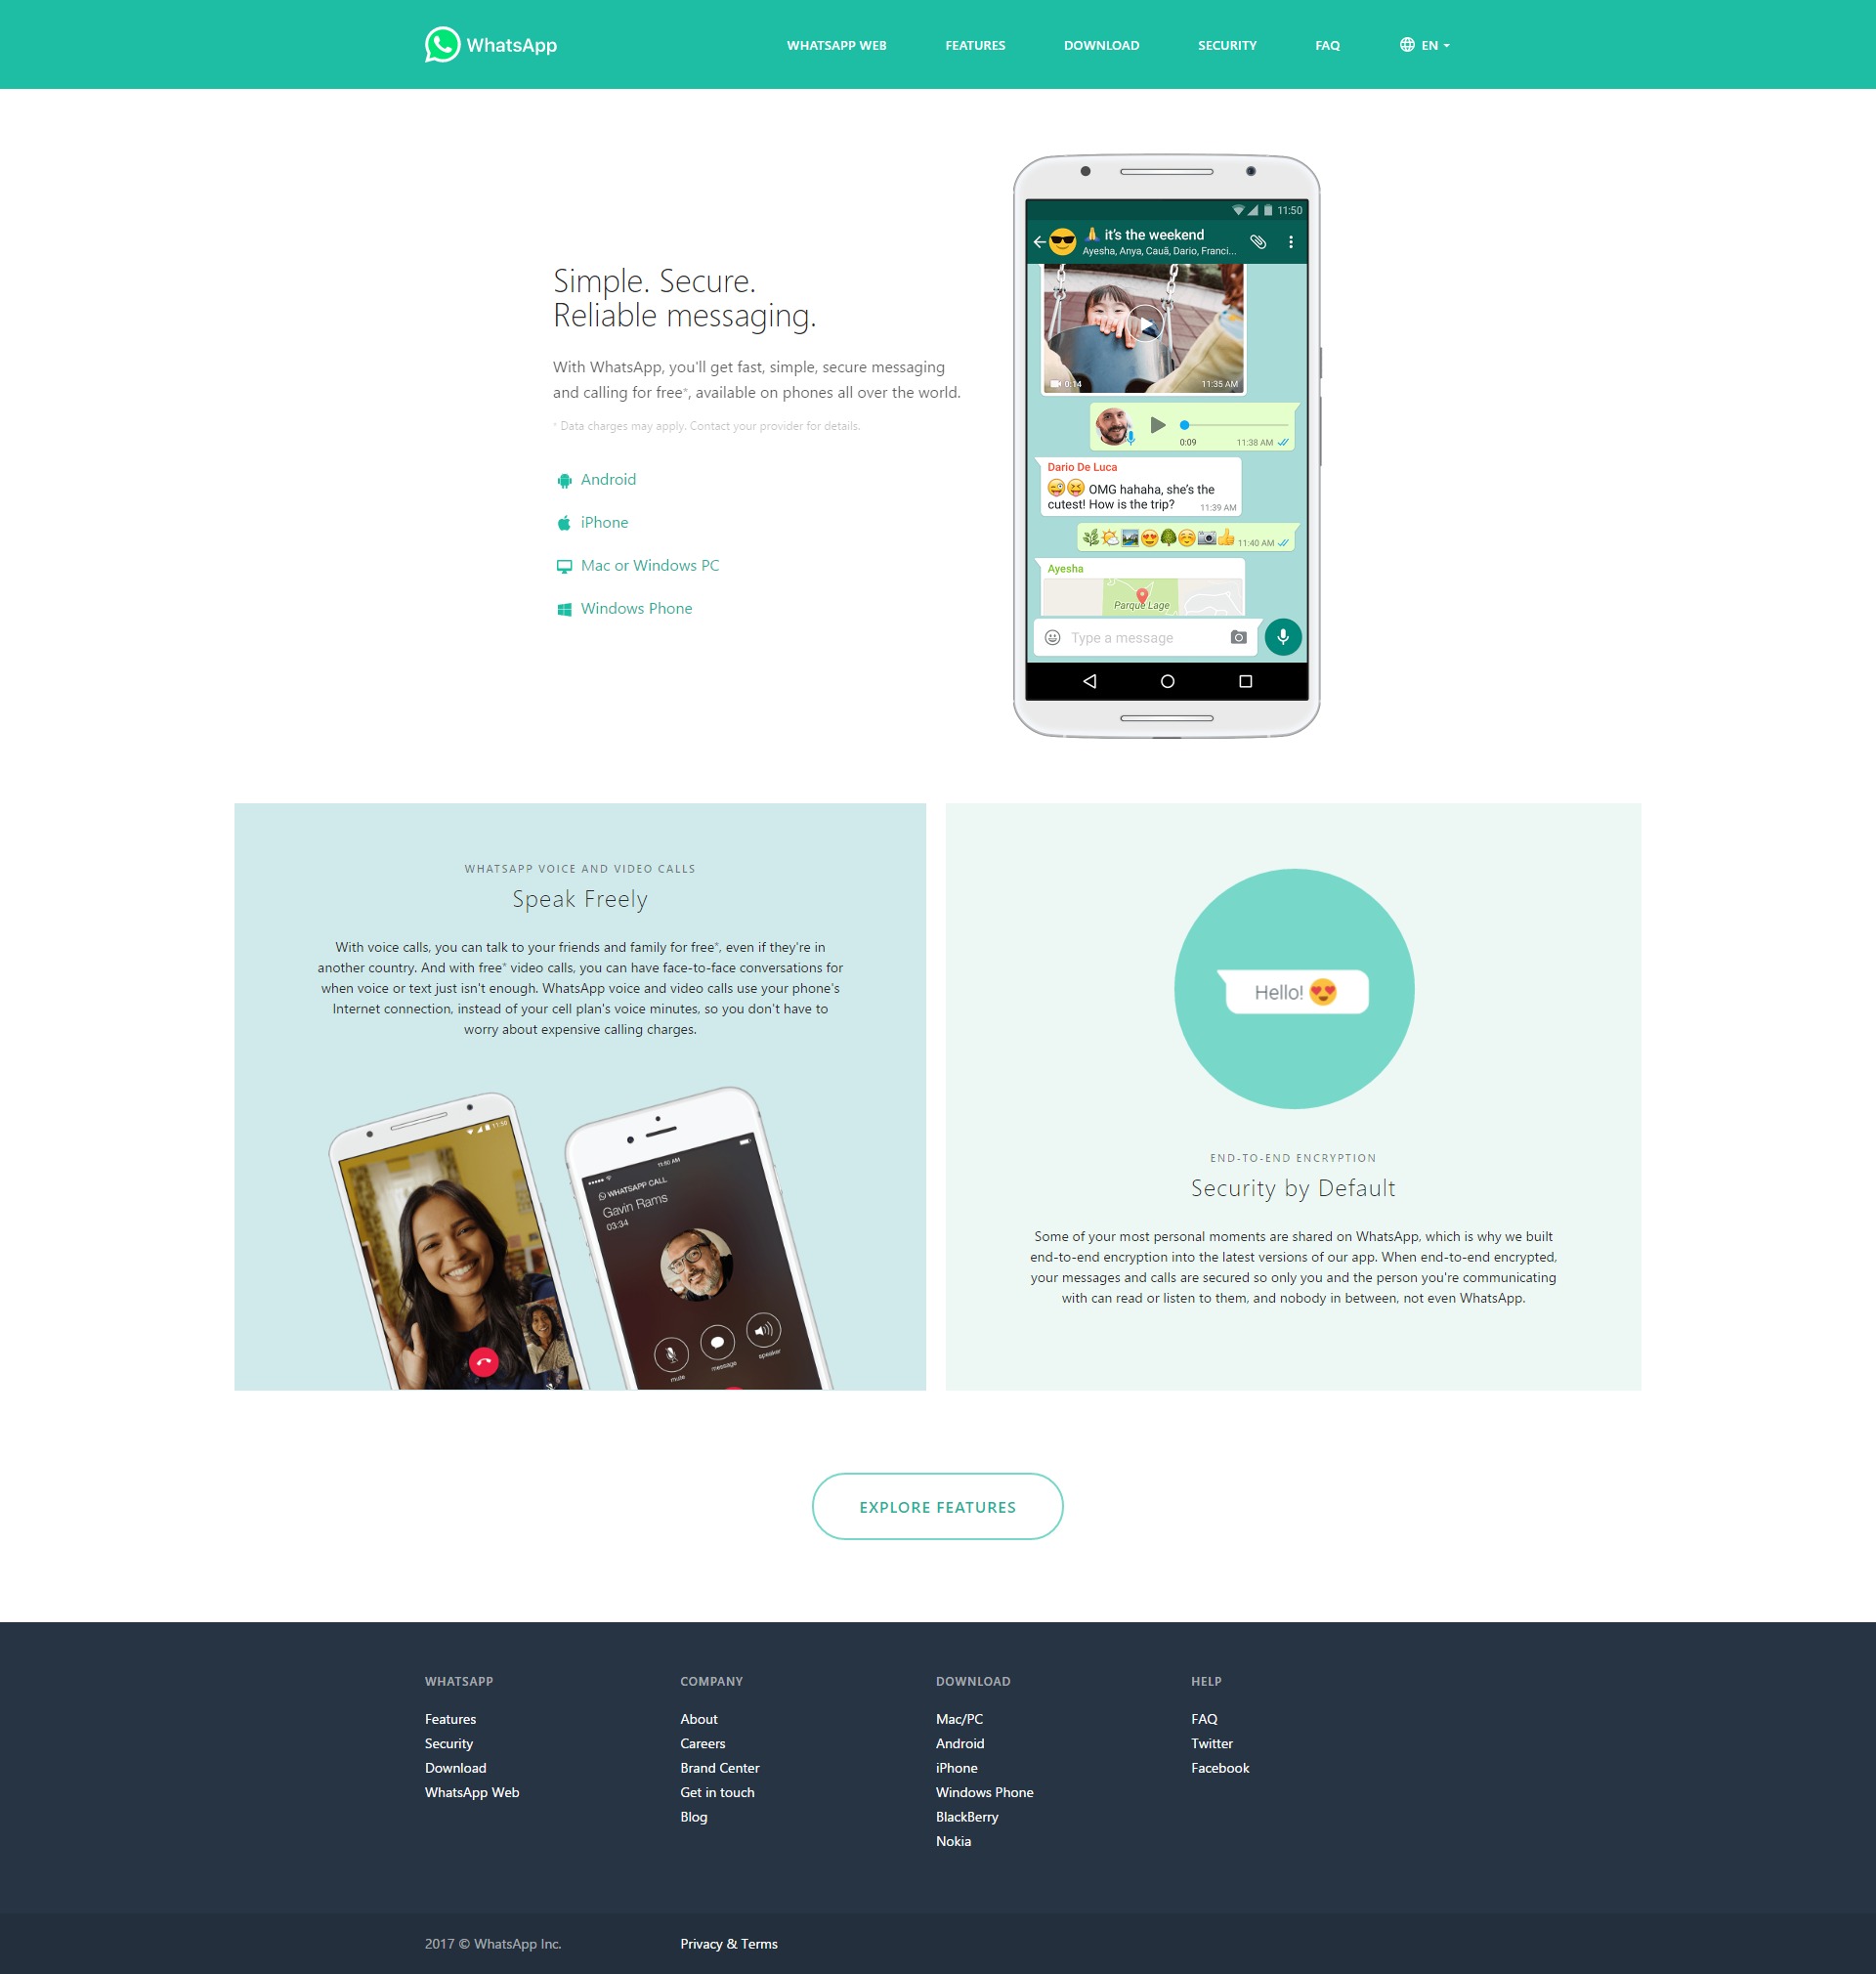 WhatsApp
WHATSAPP WEB
FEATURES
DOWNLOAD
SECURITY
FAQ
EN
Simple. Secure.
Reliable messaging.
With WhatsApp, you'll get fast, simple, secure messaging
and calling for free*, available on phones all over the world.
* Data charges may apply. Contact your provider for details.
Android
iPhone
Mac or Windows PC
Windows Phone
11:50
🙏 it's the weekend
Ayesha, Anya, Cauã, Dario, Franci...
0:14
11:35 AM
0:09
11:38 AM
Dario De Luca
OMG hahaha, she's the
cutest! How is the trip?
11:39 AM
11:40 AM
Ayesha
Parque Lage
Type a message
WHATSAPP VOICE AND VIDEO CALLS
Speak Freely
With voice calls, you can talk to your friends and family for free*, even if they're in
another country. And with free* video calls, you can have face-to-face conversations for
when voice or text just isn't enough. WhatsApp voice and video calls use your phone's
Internet connection, instead of your cell plan's voice minutes, so you don't have to
worry about expensive calling charges.
11:50
11:50 AM
WHATSAPP CALL
Gavin Rams
03:34
mute
message
speaker
Hello! 😍
END-TO-END ENCRYPTION
Security by Default
Some of your most personal moments are shared on WhatsApp, which is why we built
end-to-end encryption into the latest versions of our app. When end-to-end encrypted,
your messages and calls are secured so only you and the person you're communicating
with can read or listen to them, and nobody in between, not even WhatsApp.
EXPLORE FEATURES
WHATSAPP
Features
Security
Download
WhatsApp Web
COMPANY
About
Careers
Brand Center
Get in touch
Blog
DOWNLOAD
Mac/PC
Android
iPhone
Windows Phone
BlackBerry
Nokia
HELP
FAQ
Twitter
Facebook
2017 © WhatsApp Inc.
Privacy & Terms